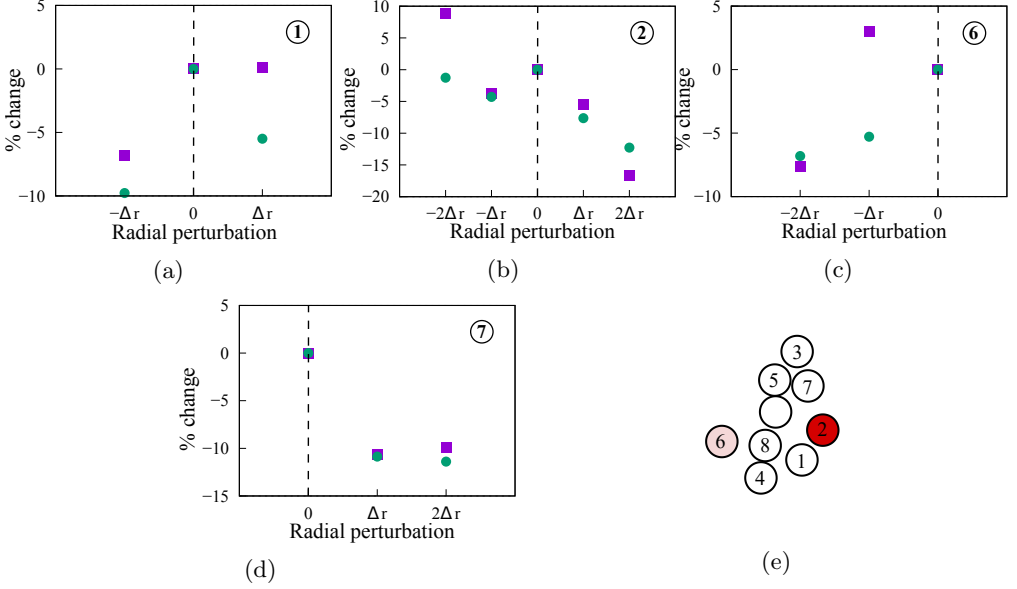 5
0
−5
−10
% change
−Δr
0
Δr
Radial perturbation
1
(a)
10
5
0
−5
−10
−15
−20
% change
−2Δr
−Δr
0
Δr
2Δr
Radial perturbation
2
(b)
5
0
−5
−10
% change
−2Δr
−Δr
0
Radial perturbation
6
(c)
5
0
−5
−10
−15
% change
0
Δr
2Δr
Radial perturbation
7
(d)
3
5
7
2
6
8
1
4
(e)